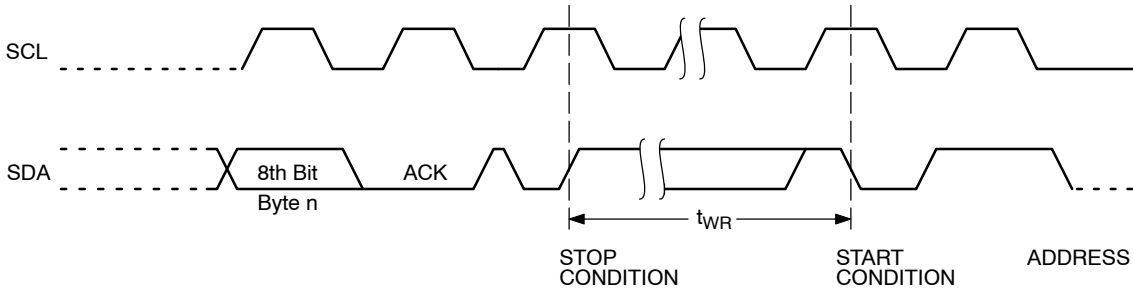 SCL
SDA
8th Bit
Byte n
ACK
tWR
STOP
CONDITION
START
CONDITION
ADDRESS